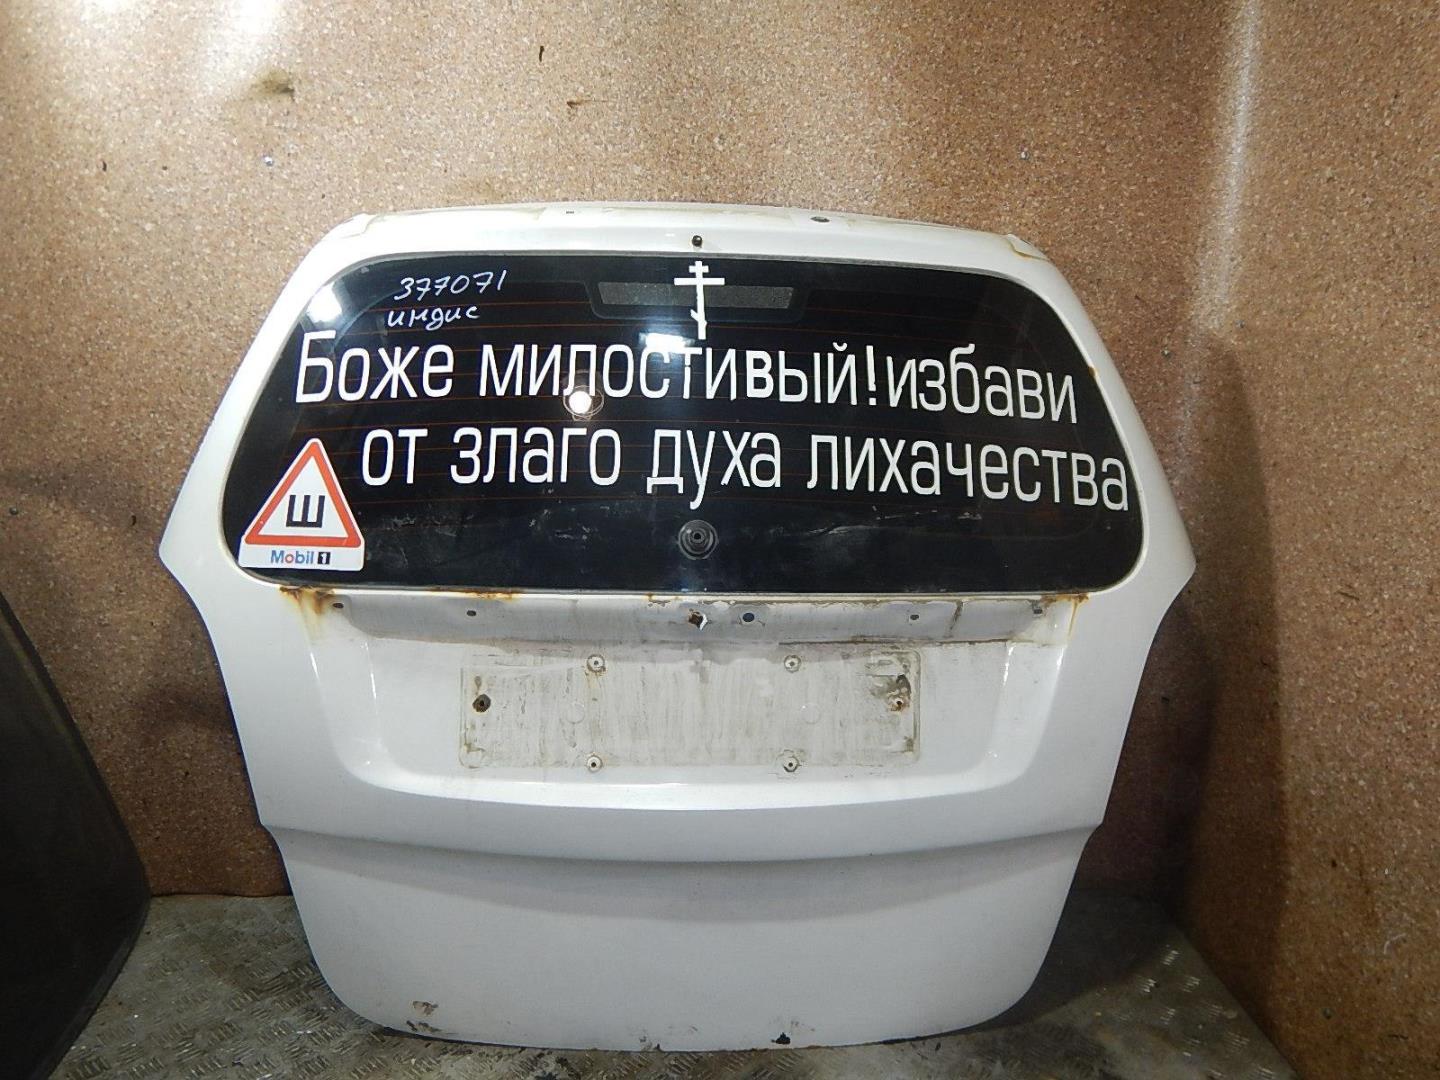 377071
индис
Боже милостивый! избави
от злаго духа лихачества
Ш
Mobil 1